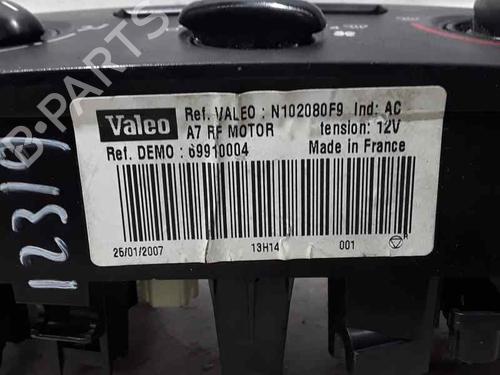 Valeo
Ref. VALEO : N102080F9 Ind: AC
A7 RF MOTOR tension: 12V
Ref. DEMO : 69910004 Made in France
26/01/2007 13H14 001
R